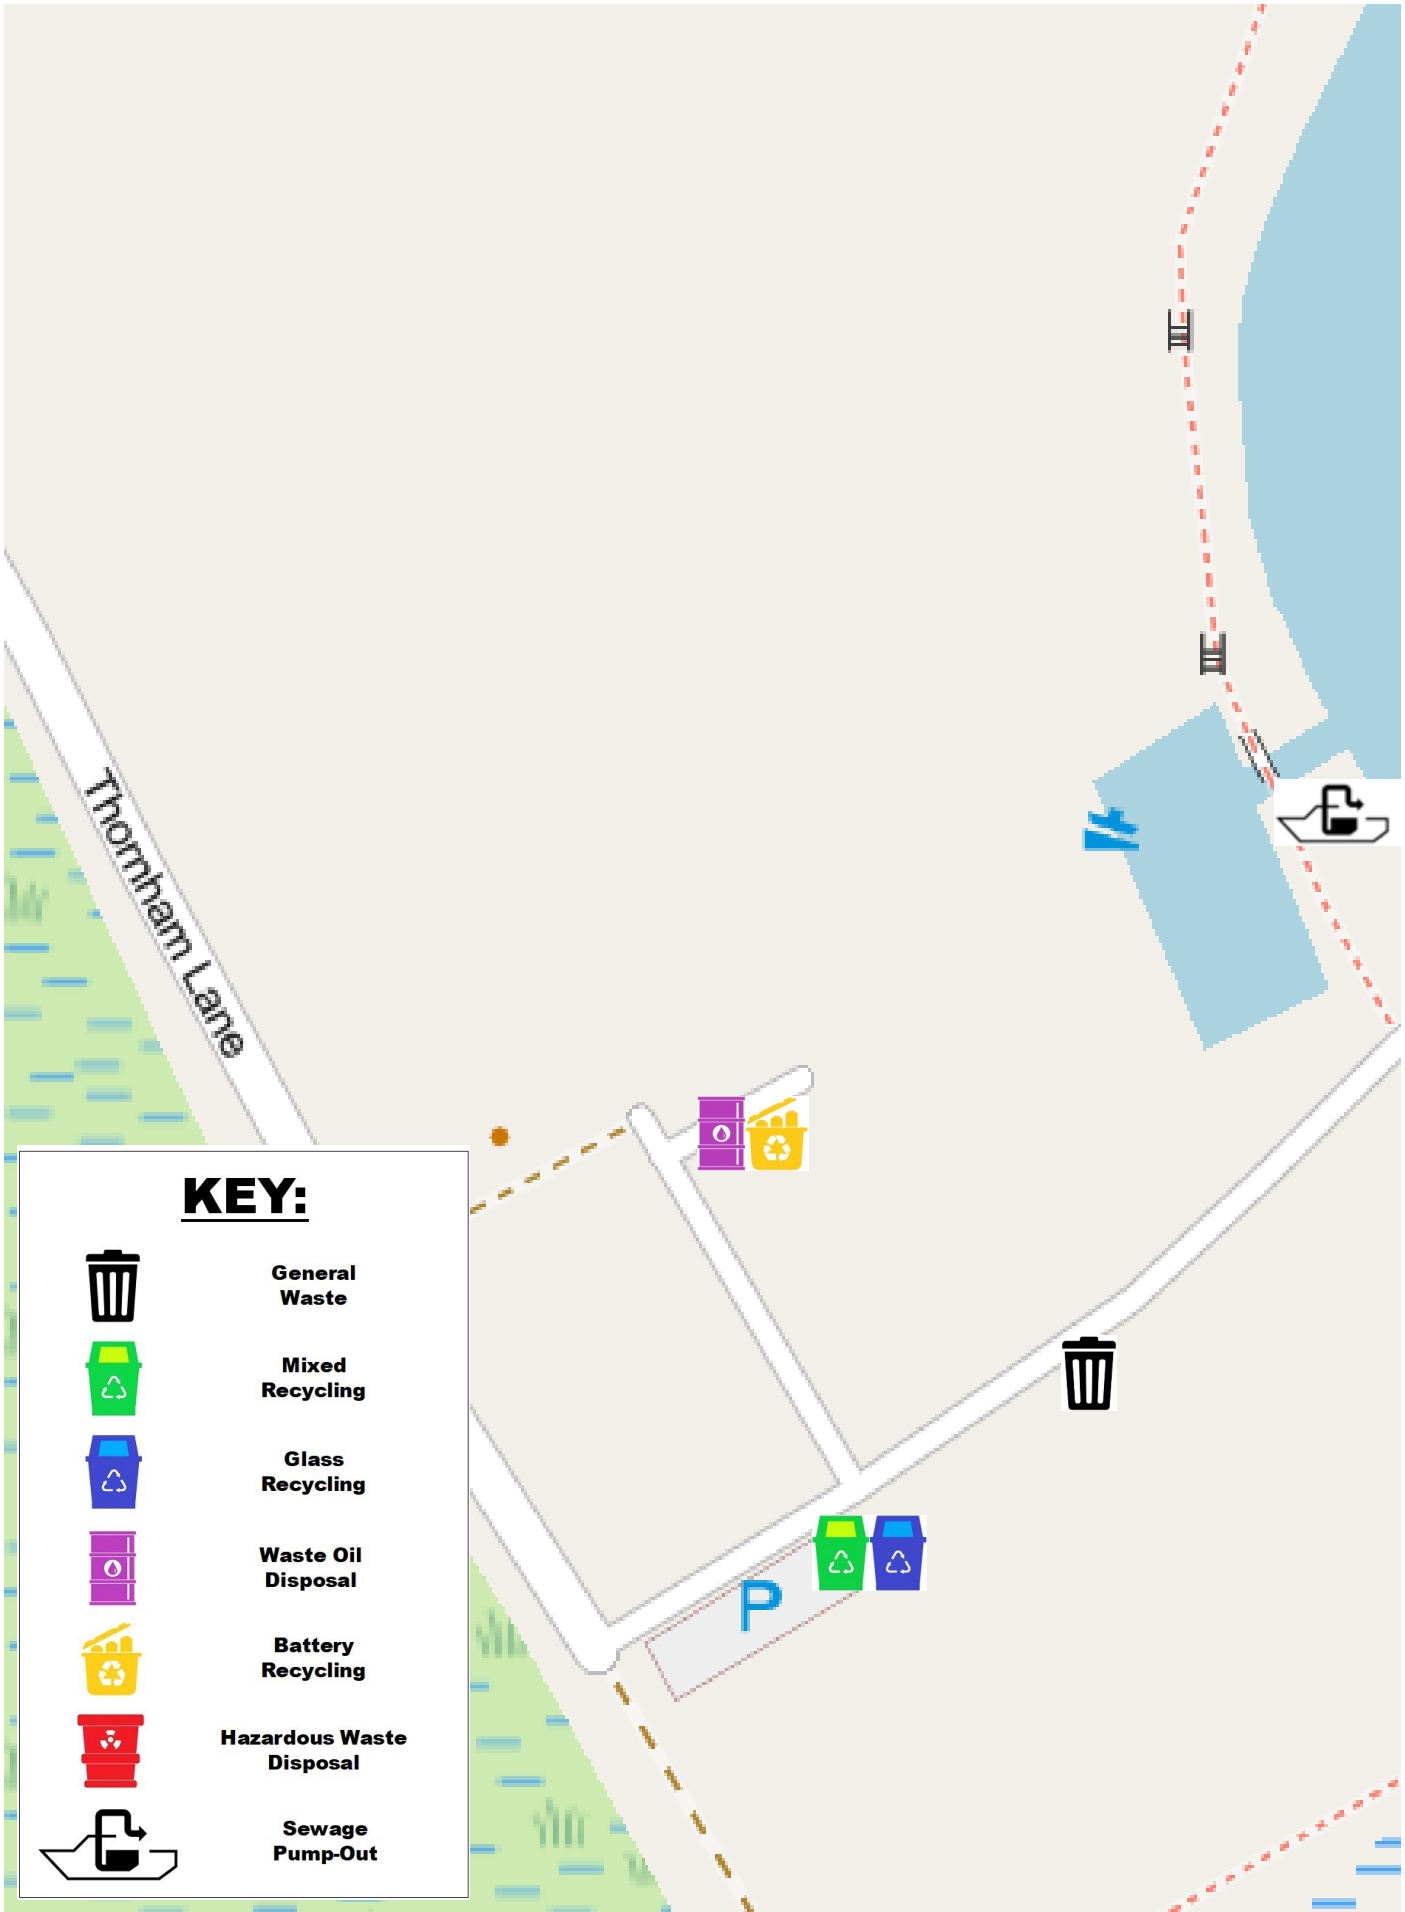 Thornham Lane
KEY:
General
Waste
Mixed
Recycling
Glass
Recycling
Waste Oil
Disposal
Battery
Recycling
Hazardous Waste
Disposal
Sewage
Pump-Out
P